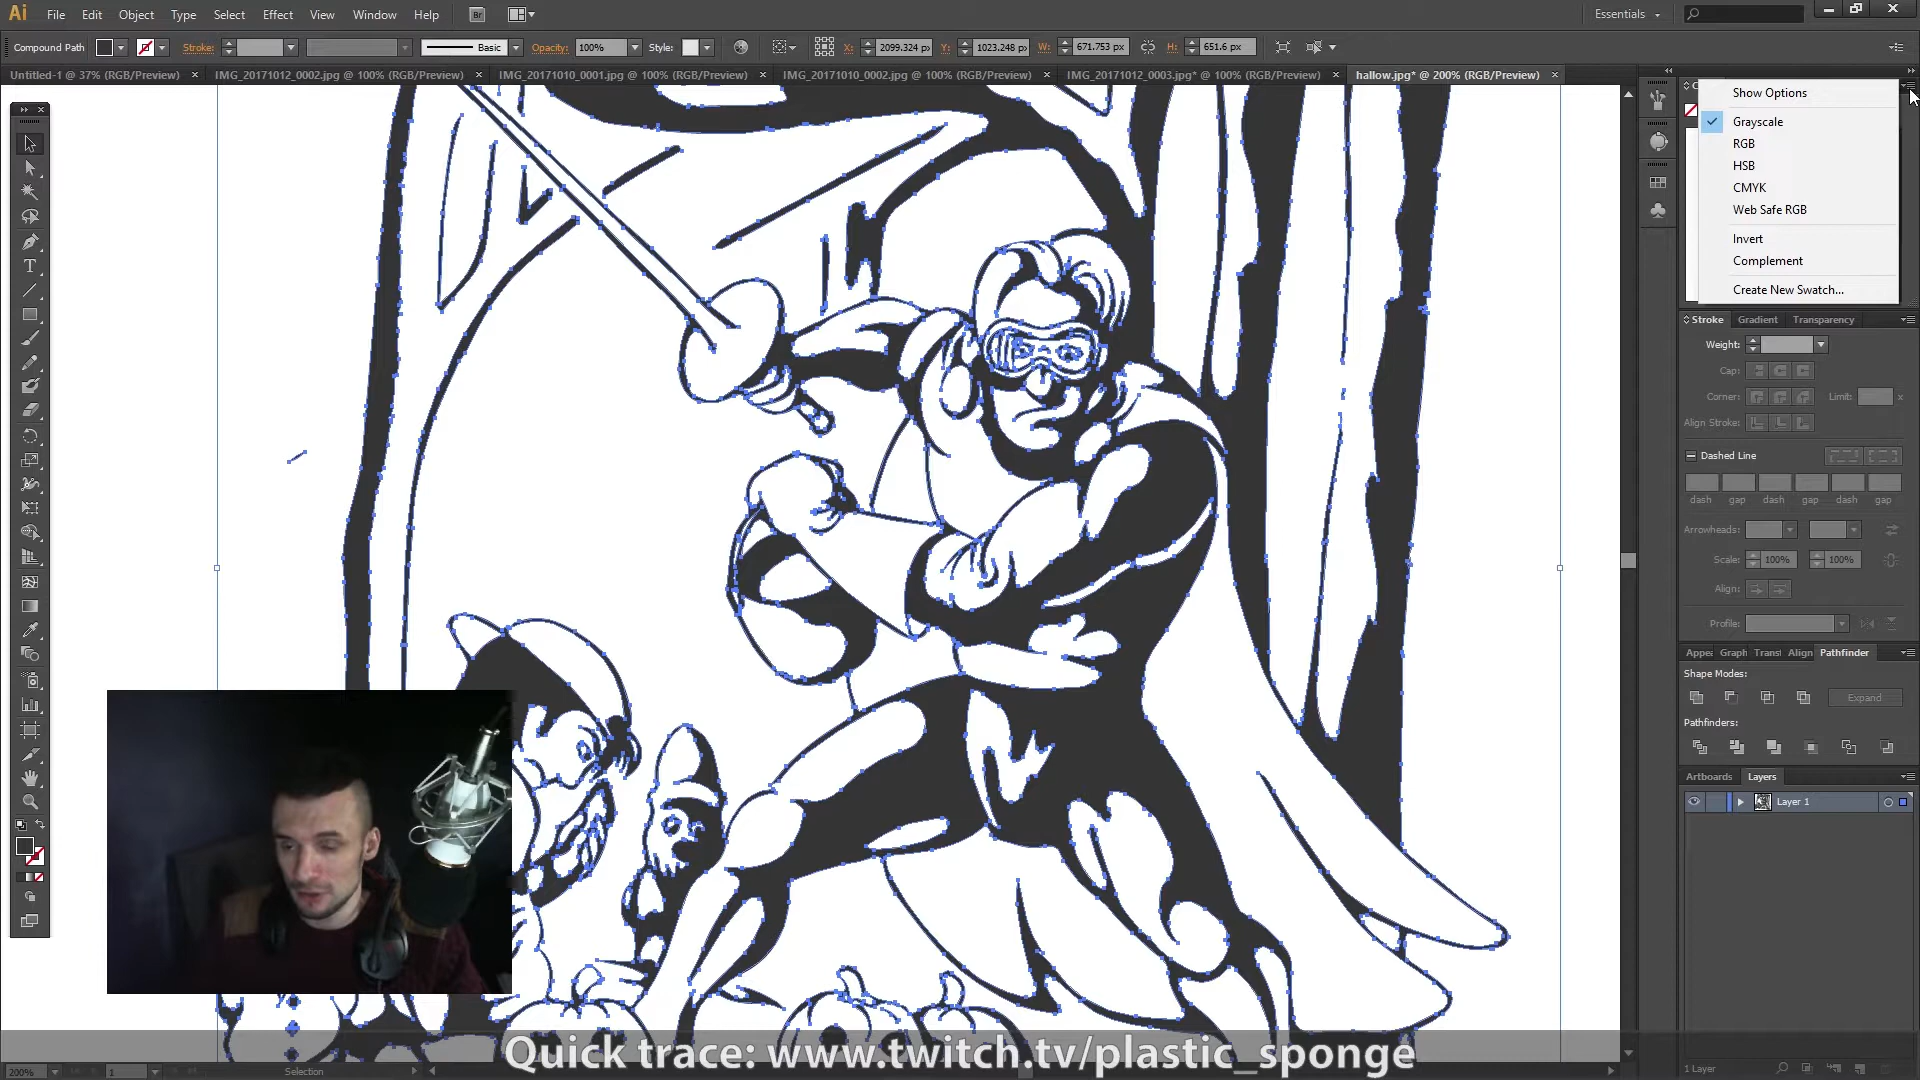 Ai File Edit Object Type Select Effect View Window Help Br Essentials
Compound Path Stroke: Basic Opacity: 100% Style: X: 2099.324 px Y: 1023.248 px W: 671.753 px H: 651.6 px
Untitled-1 @ 37% (RGB/Preview) × IMG_20171012_0002.jpg @ 100% (RGB/Preview) × IMG_20171010_0001.jpg @ 100% (RGB/Preview) × IMG_20171010_0002.jpg @ 100% (RGB/Preview) × IMG_20171012_0003.jpg* @ 100% (RGB/Preview) × hallow.jpg* @ 200% (RGB/Preview) ×
Show Options
Grayscale
RGB
HSB
CMYK
Web Safe RGB
Invert
Complement
Create New Swatch...
Stroke Gradient Transparency
Weight:
Cap:
Corner: Limit: x
Align Stroke:
Dashed Line
dash gap dash gap dash gap
Arrowheads:
Scale: 100% 100%
Align:
Profile:
Appe Graph Trans Align Pathfinder
Shape Modes:
Expand
Pathfinders:
Artboards Layers
Layer 1
Quick trace: www.twitch.tv/plastic_sponge
200% 1 Selection 1 Layer